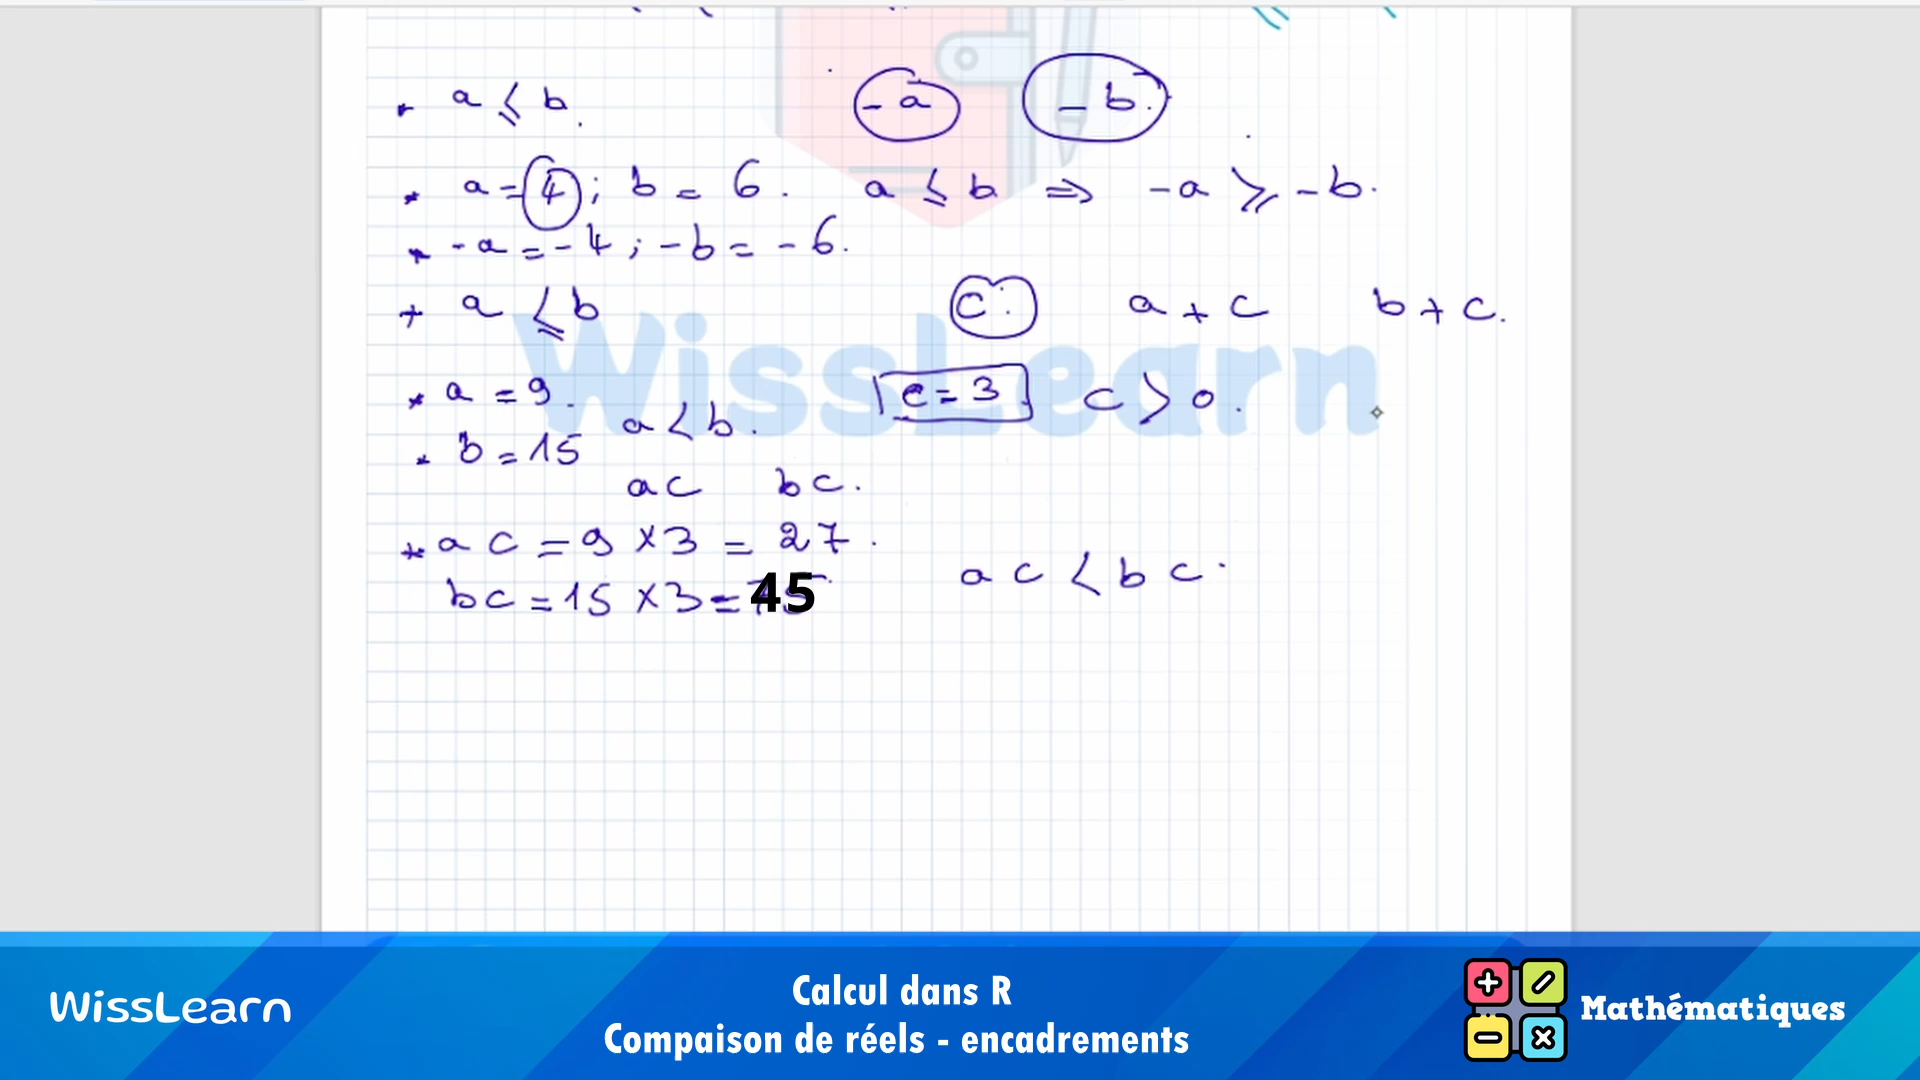 * a ⩽ b. -a -b.
* a = 4 ; b = 6. a ⩽ b ⇒ -a ⩾ -b.
* -a = -4 ; -b = -6.
+ a ⩽ b c. a + c b + c.
WissLearn
* a = 9. c = 3 c > 0.
a < b.
* b = 15
ac bc.
* ac = 9 x 3 = 27.
ac < bc.
bc = 15 x 3 = 45
WissLearn
Calcul dans R
Compaison de réels - encadrements
Mathématiques